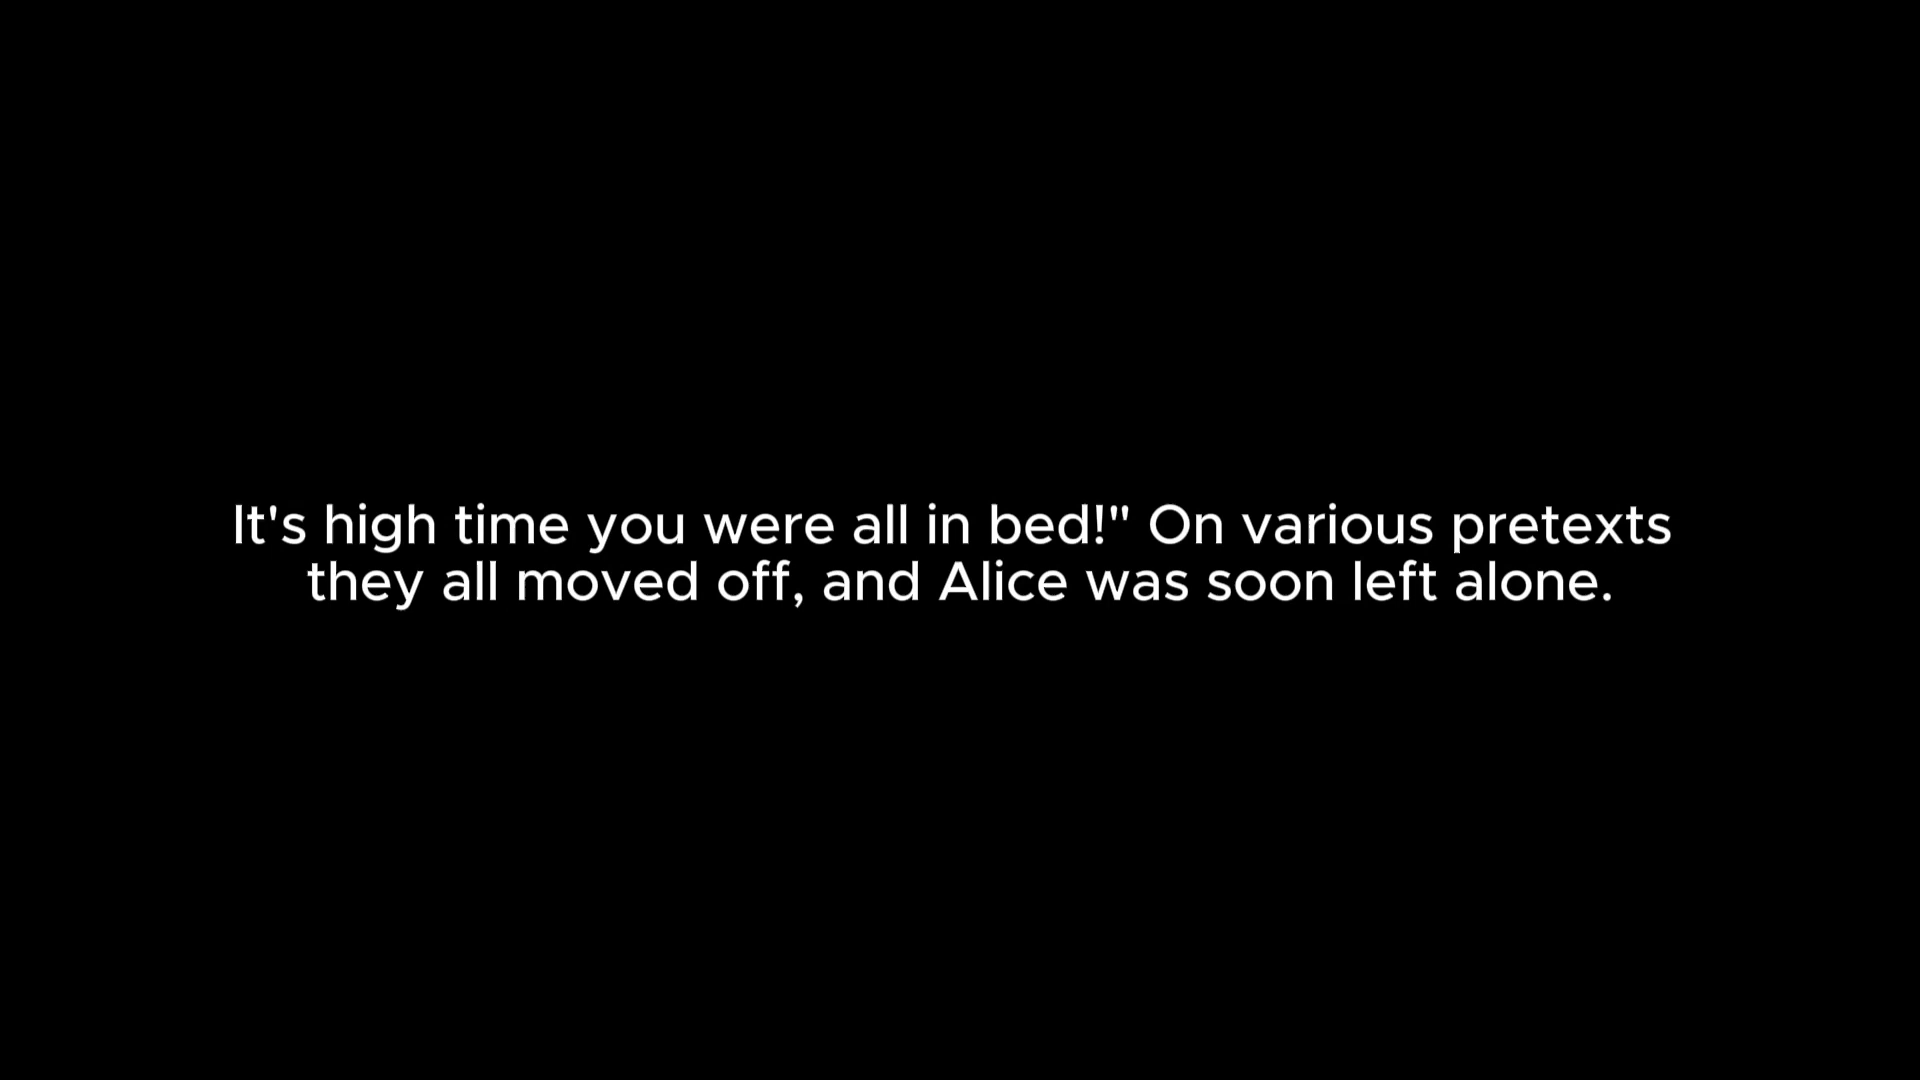 It's high time you were all in bed!" On various pretexts
they all moved off, and Alice was soon left alone.